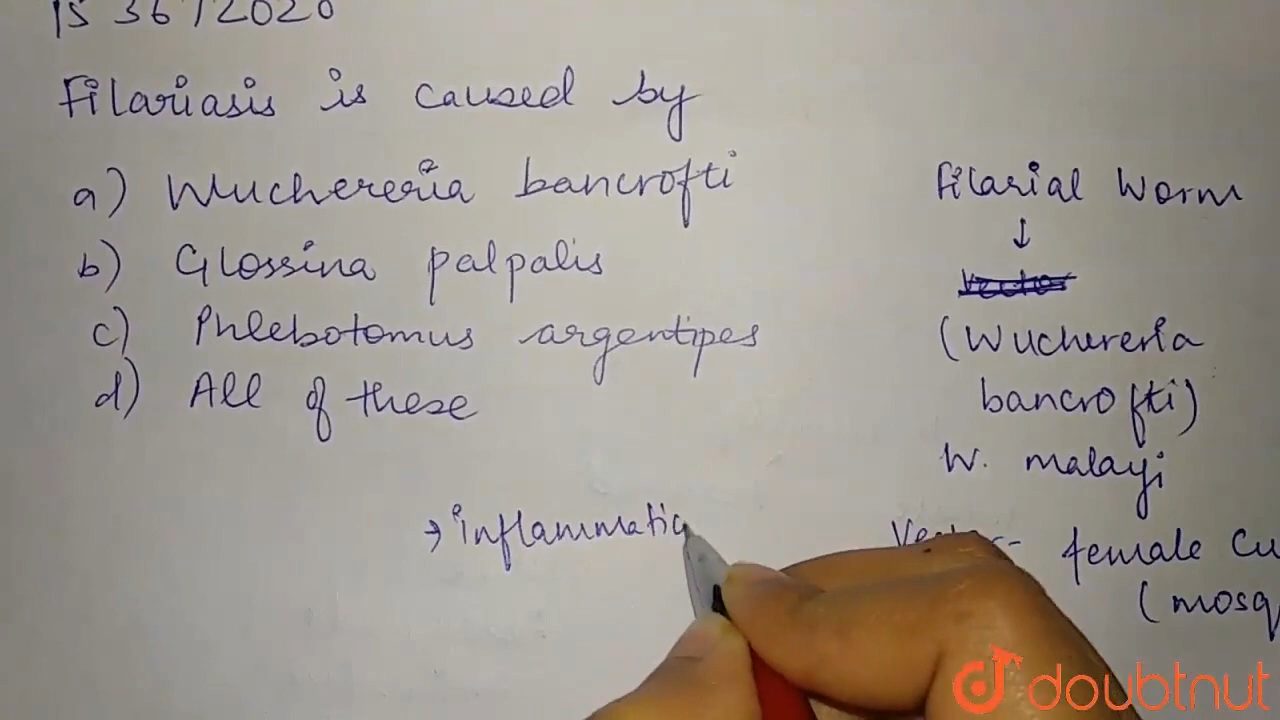 Filariasis is caused by
a) Wuchereria bancrofti
b) Glossina palpalis
c) Phlebotomus argentipes
d) All of these
Filarial Worm
↓
(Wuchereria
bancrofti)
W. malayi
Vector- female Cu
(mosq
→ inflammatio
doubtnut